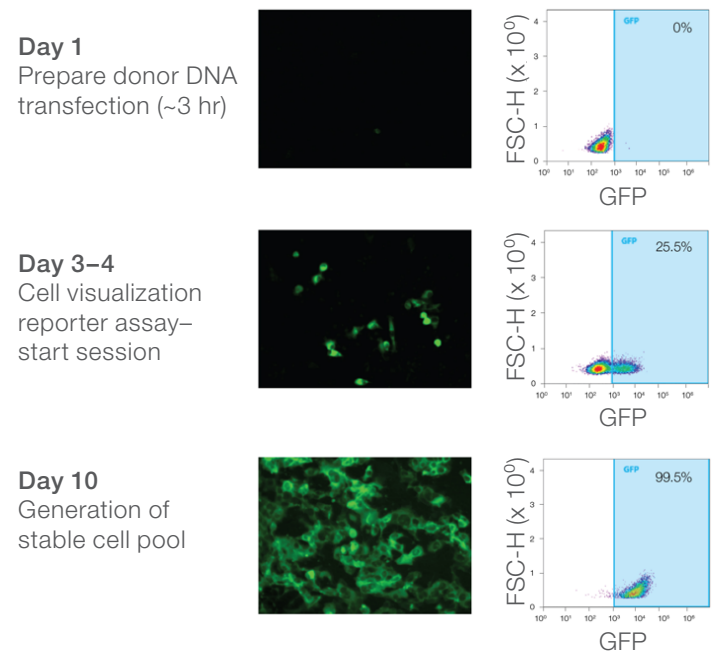 Day 1
Prepare donor DNA
transfection (~3 hr)
FSC-H (x 10⁰)
4
3
2
1
0
GFP
0%
10⁰ 10¹ 10² 10³ 10⁴ 10⁵ 10⁶
GFP
Day 3–4
Cell visualization
reporter assay–
start session
FSC-H (x 10⁰)
4
3
2
1
0
GFP
25.5%
10⁰ 10¹ 10² 10³ 10⁴ 10⁵ 10⁶
GFP
Day 10
Generation of
stable cell pool
FSC-H (x 10⁰)
4
3
2
1
0
GFP
99.5%
10⁰ 10¹ 10² 10³ 10⁴ 10⁵ 10⁶
GFP